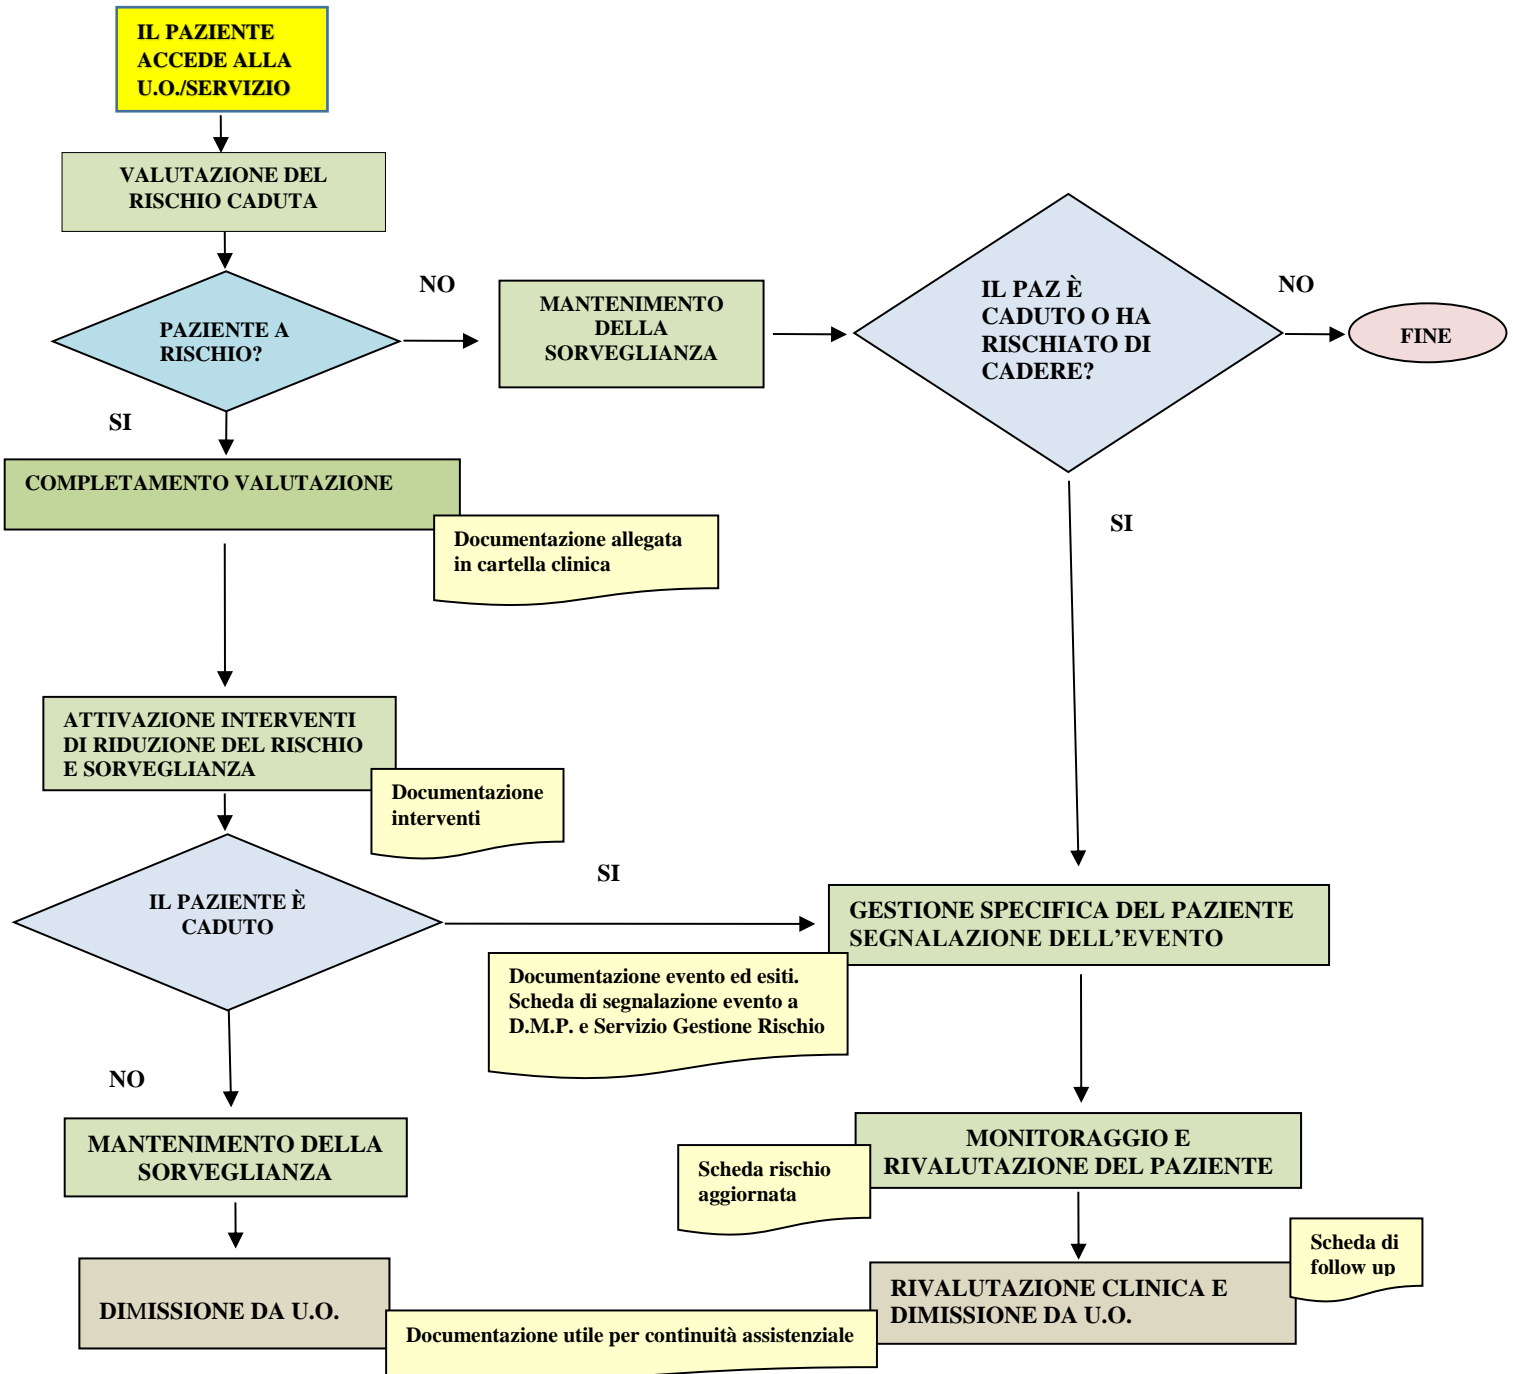 IL PAZIENTE
ACCEDE ALLA
U.O./SERVIZIO
VALUTAZIONE DEL
RISCHIO CADUTA
PAZIENTE A
RISCHIO?
NO
MANTENIMENTO
DELLA
SORVEGLIANZA
IL PAZ È
CADUTO O HA
RISCHIATO DI
CADERE?
NO
FINE
SI
COMPLETAMENTO VALUTAZIONE
Documentazione allegata
in cartella clinica
SI
ATTIVAZIONE INTERVENTI
DI RIDUZIONE DEL RISCHIO
E SORVEGLIANZA
Documentazione
interventi
IL PAZIENTE È
CADUTO
SI
GESTIONE SPECIFICA DEL PAZIENTE
SEGNALAZIONE DELL’EVENTO
Documentazione evento ed esiti.
Scheda di segnalazione evento a
D.M.P. e Servizio Gestione Rischio
NO
MANTENIMENTO DELLA
SORVEGLIANZA
MONITORAGGIO E
RIVALUTAZIONE DEL PAZIENTE
Scheda rischio
aggiornata
Scheda di
follow up
DIMISSIONE DA U.O.
RIVALUTAZIONE CLINICA E
DIMISSIONE DA U.O.
Documentazione utile per continuità assistenziale